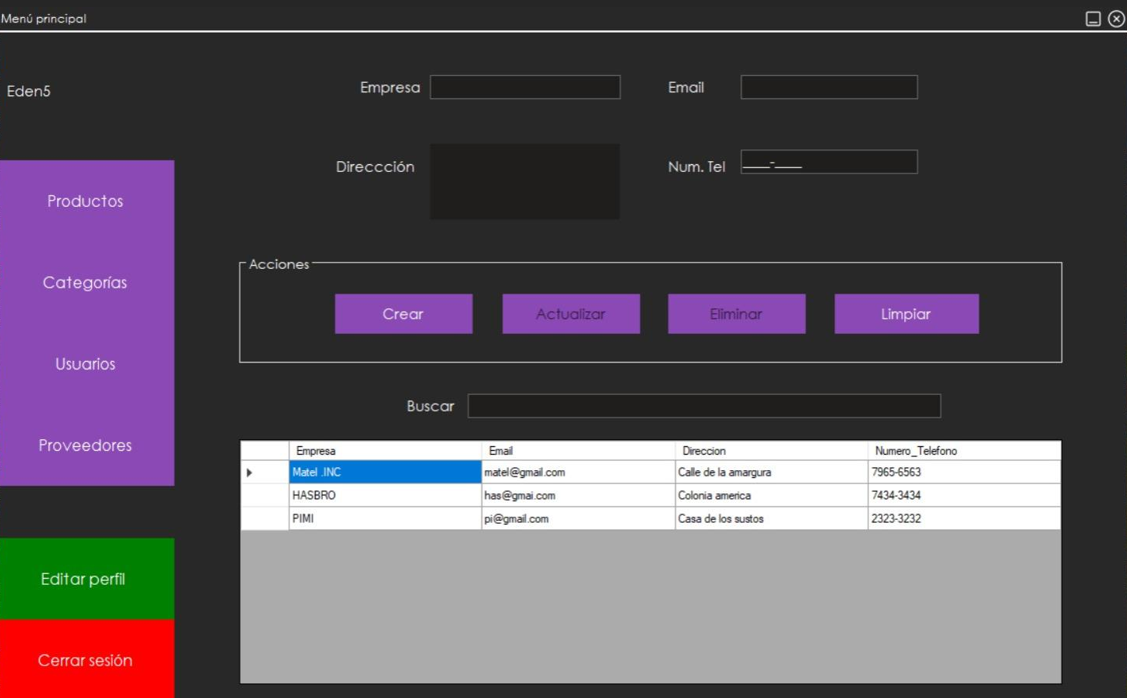 Menú principal
Eden5
Empresa
Email
Direccción
Num. Tel ____-____
Productos
Categorías
Usuarios
Proveedores
Editar perfil
Cerrar sesión
Acciones
Crear Actualizar Eliminar Limpiar
Buscar
Empresa Email Direccion Numero_Telefono
Matel .INC matel@gmail.com Calle de la amargura 7965-6563
HASBRO has@gmai.com Colonia america 7434-3434
PIMI pi@gmail.com Casa de los sustos 2323-3232